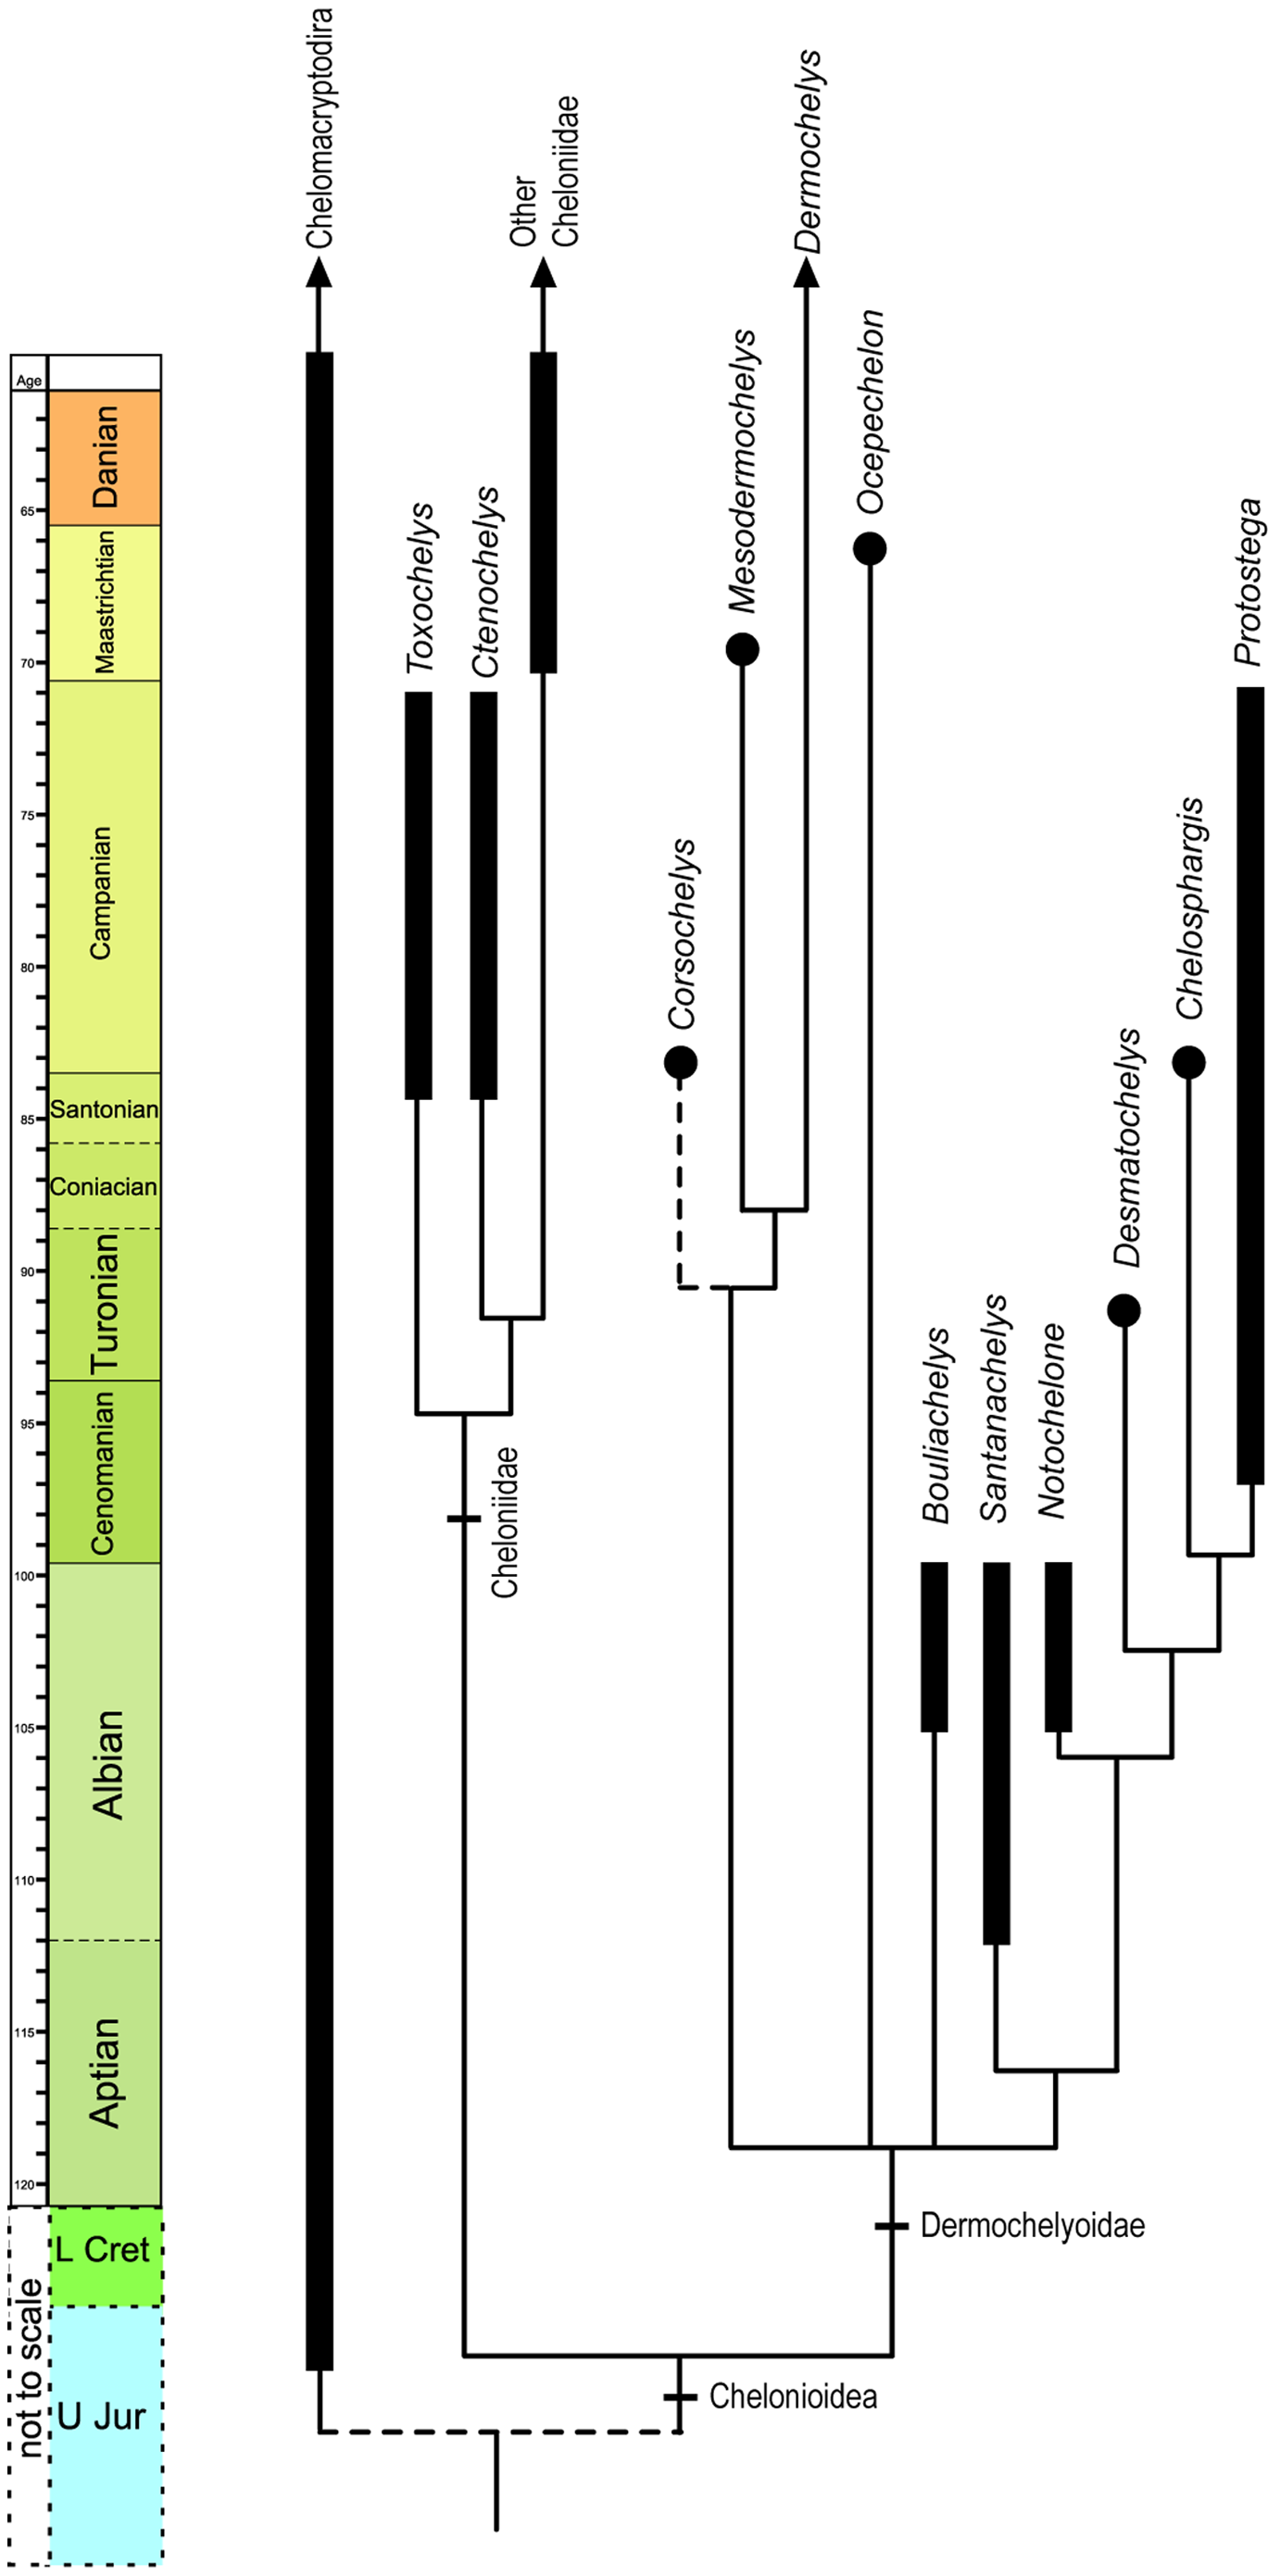 Chelomacryptodira
Other
Cheloniidae
Dermochelys
Mesodermochelys
Ocepechelon
Toxochelys
Ctenochelys
Protostega
Corsochelys
Chelosphargis
Desmatochelys
Bouliachelys
Santanachelys
Notochelone
Cheloniidae
Dermochelyoidae
Chelonioidea
Age
Danian
65
Maastrichtian
70
Campanian
75
80
Santonian
85
Coniacian
Turonian
90
Cenomanian
95
100
Albian
105
110
Aptian
115
120
L Cret
U Jur
not to scale